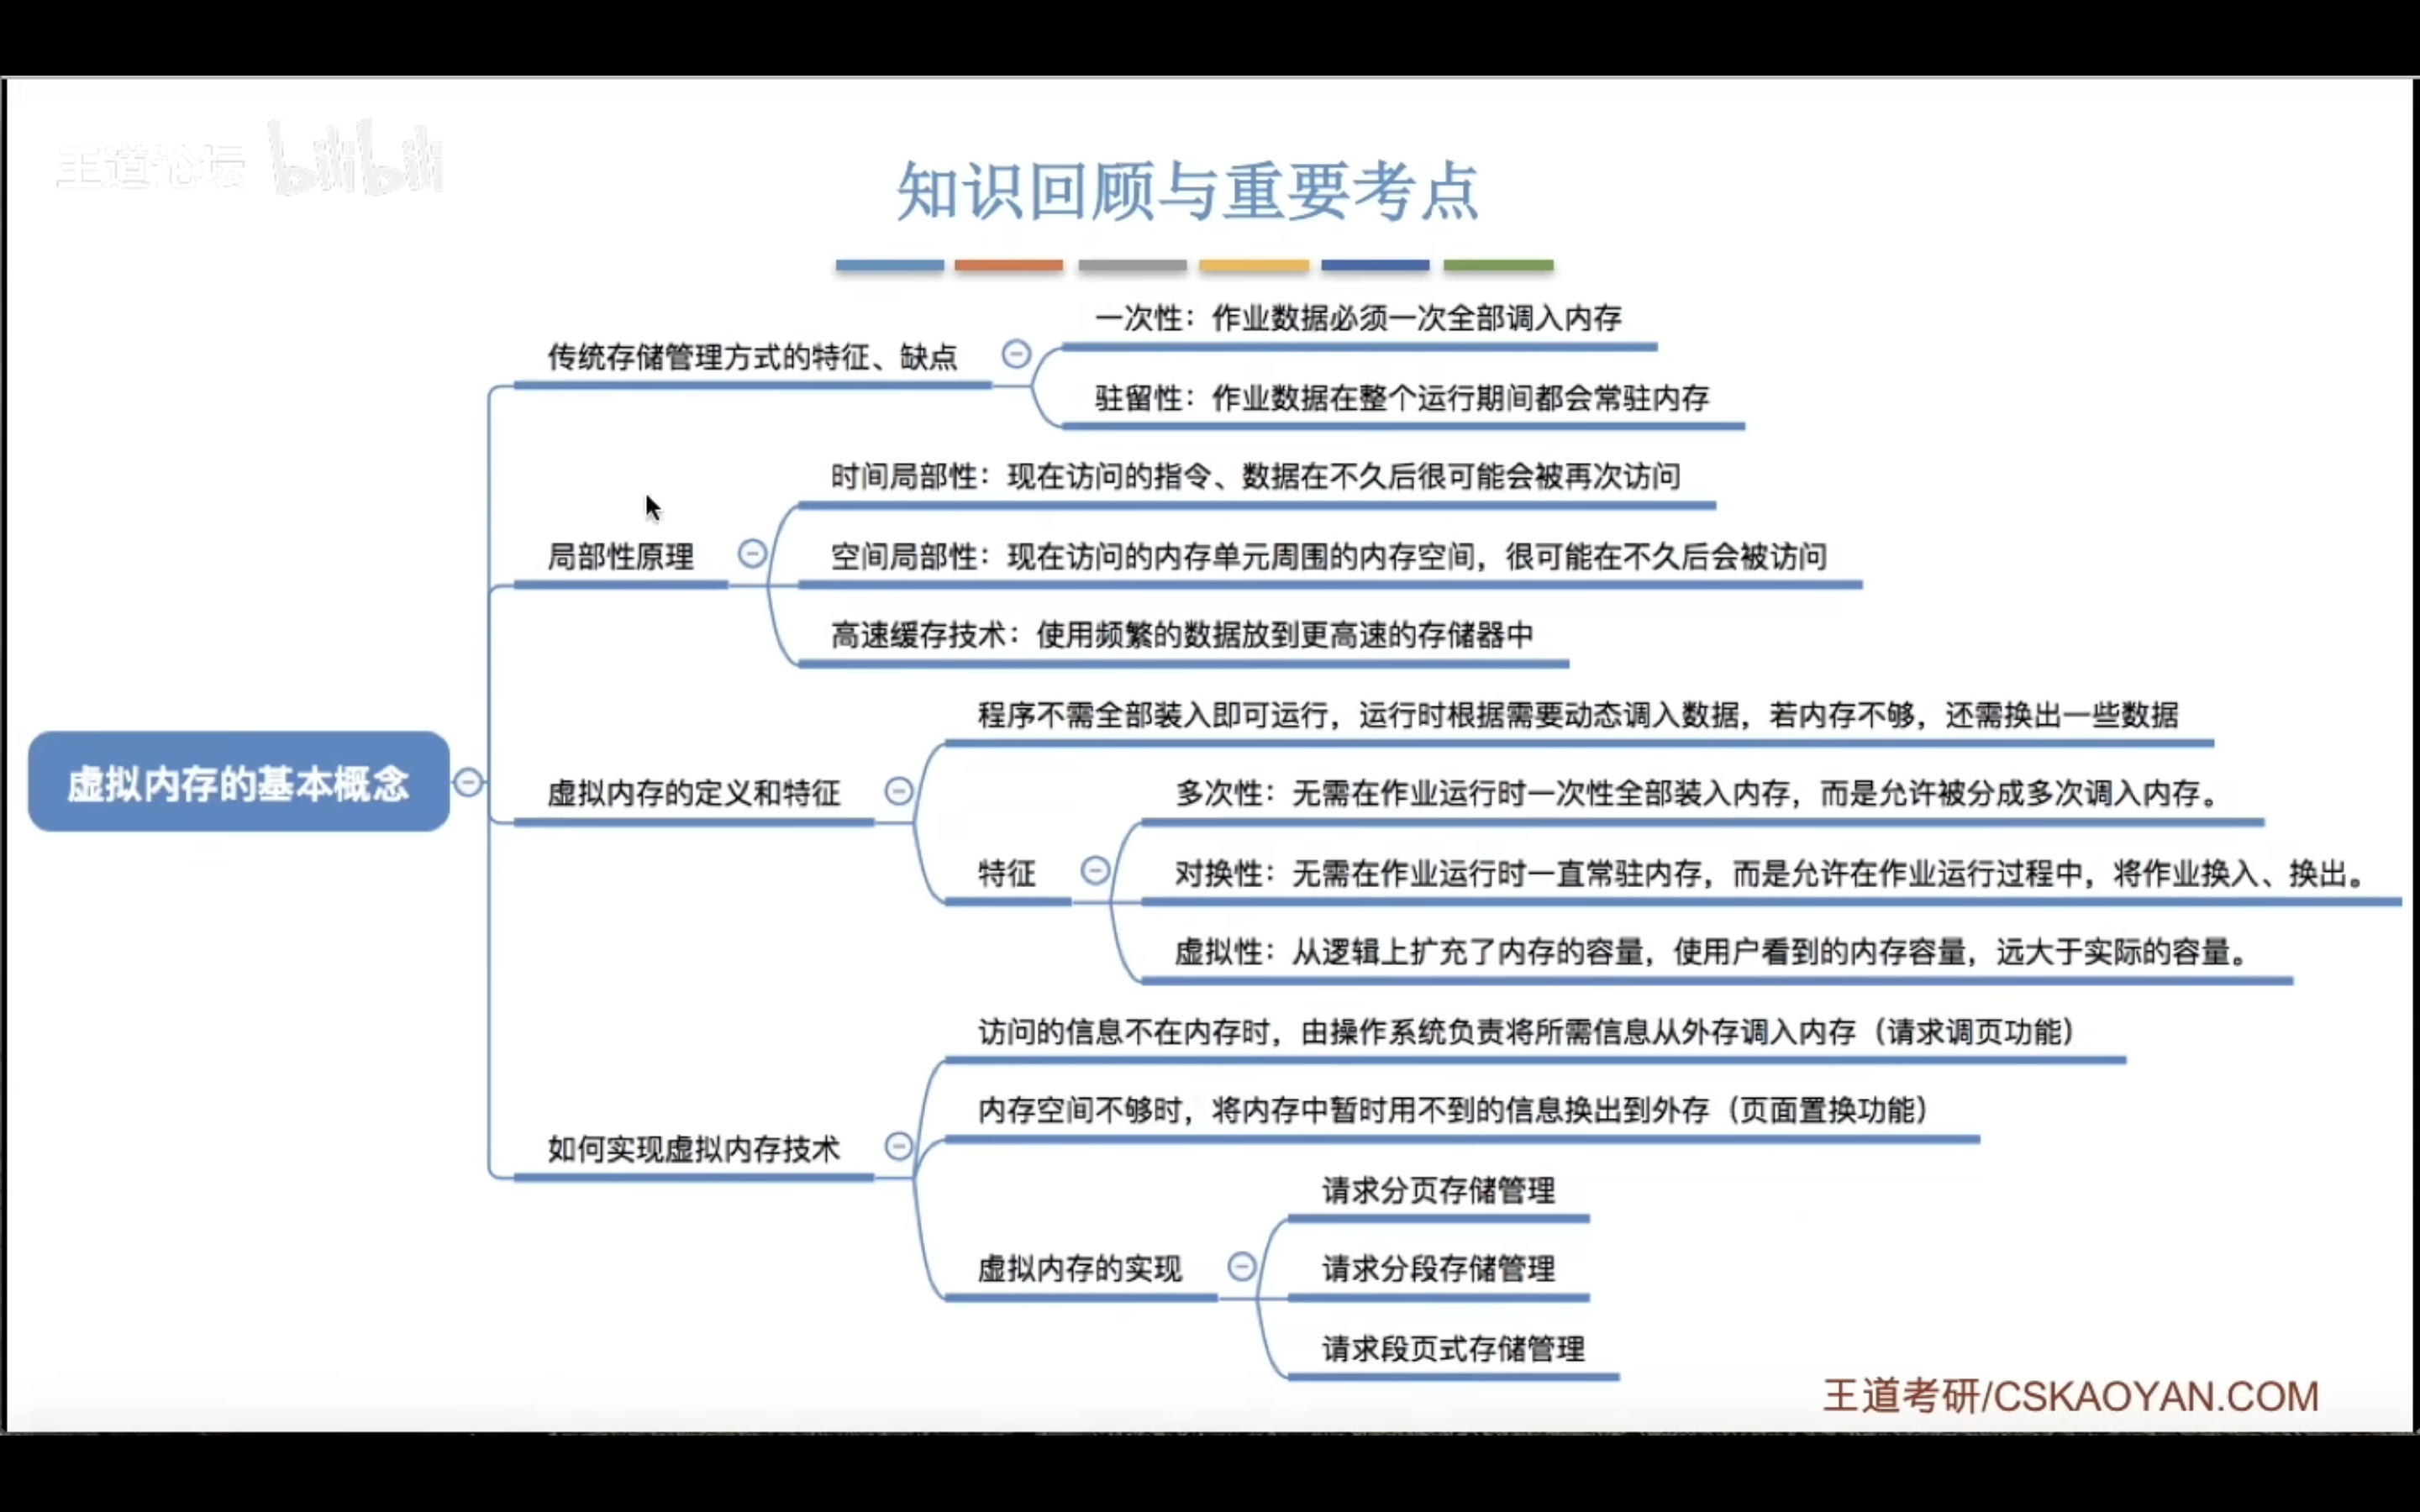 王道论坛 bilibili
知识回顾与重要考点
虚拟内存的基本概念
传统存储管理方式的特征、缺点
一次性：作业数据必须一次全部调入内存
驻留性：作业数据在整个运行期间都会常驻内存
局部性原理
时间局部性：现在访问的指令、数据在不久后很可能会被再次访问
空间局部性：现在访问的内存单元周围的内存空间，很可能在不久后会被访问
高速缓存技术：使用频繁的数据放到更高速的存储器中
虚拟内存的定义和特征
程序不需全部装入即可运行，运行时根据需要动态调入数据，若内存不够，还需换出一些数据
特征
多次性：无需在作业运行时一次性全部装入内存，而是允许被分成多次调入内存。
对换性：无需在作业运行时一直常驻内存，而是允许在作业运行过程中，将作业换入、换出。
虚拟性：从逻辑上扩充了内存的容量，使用户看到的内存容量，远大于实际的容量。
如何实现虚拟内存技术
访问的信息不在内存时，由操作系统负责将所需信息从外存调入内存（请求调页功能）
内存空间不够时，将内存中暂时用不到的信息换出到外存（页面置换功能）
虚拟内存的实现
请求分页存储管理
请求分段存储管理
请求段页式存储管理
王道考研/CSKAOYAN.COM